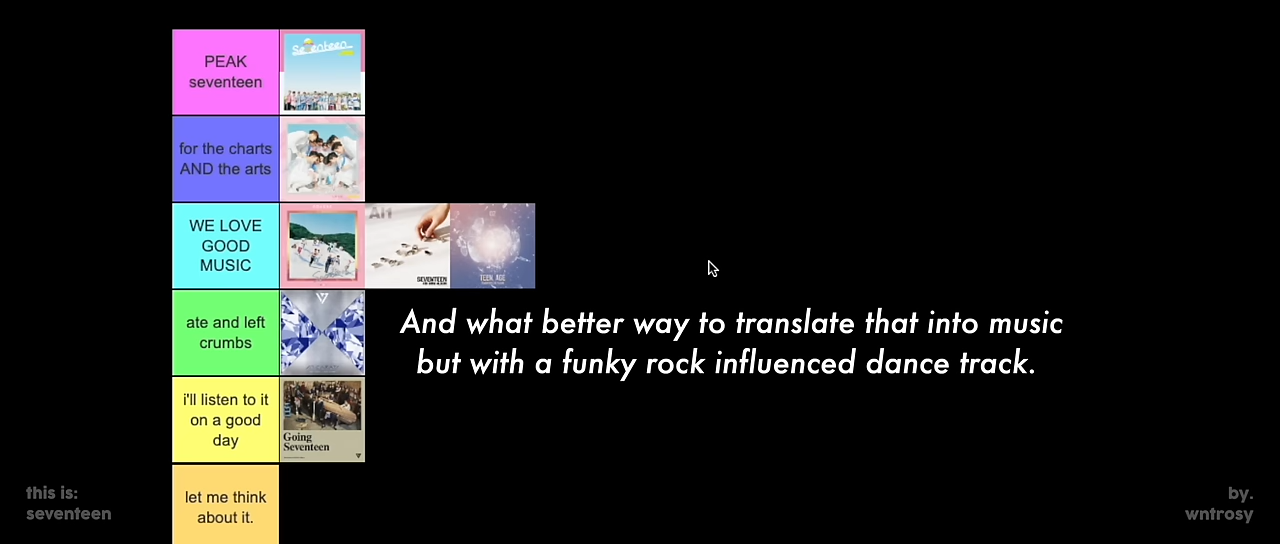 PEAK
seventeen
Seventeen
for the charts
AND the arts
WE LOVE
GOOD
MUSIC
Al1
SEVENTEEN
TEEN, AGE
ate and left
crumbs
And what better way to translate that into music
but with a funky rock influenced dance track.
i'll listen to it
on a good
day
Going
Seventeen
let me think
about it.
this is:
seventeen
by.
wntrosy